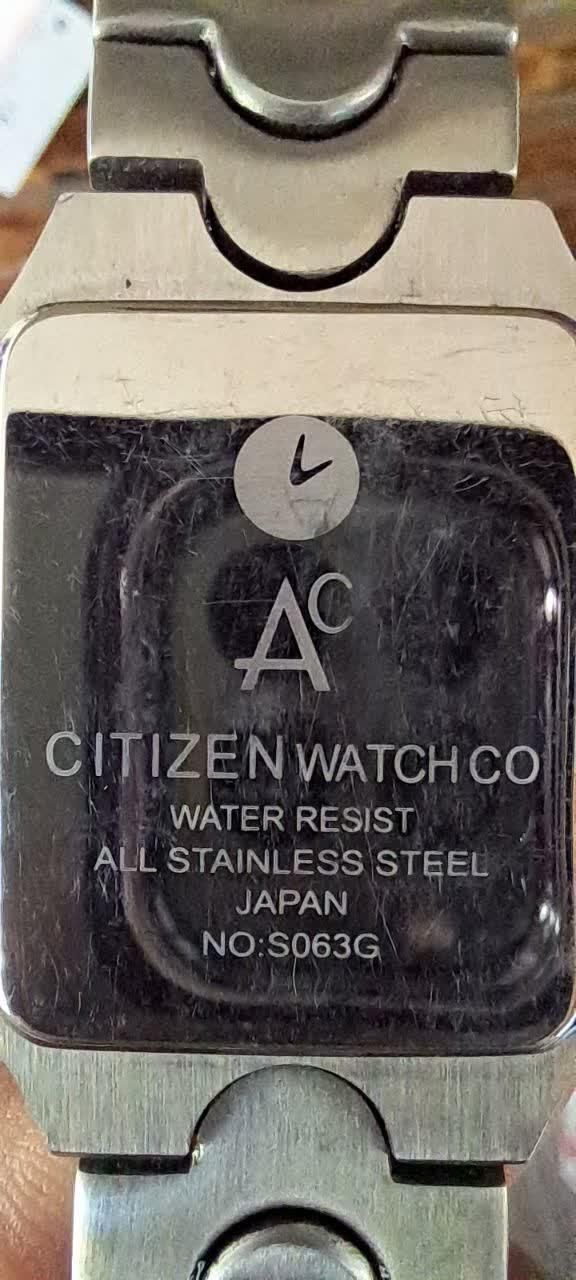 AC
CITIZEN WATCH CO
WATER RESIST
ALL STAINLESS STEEL
JAPAN
NO:S063G